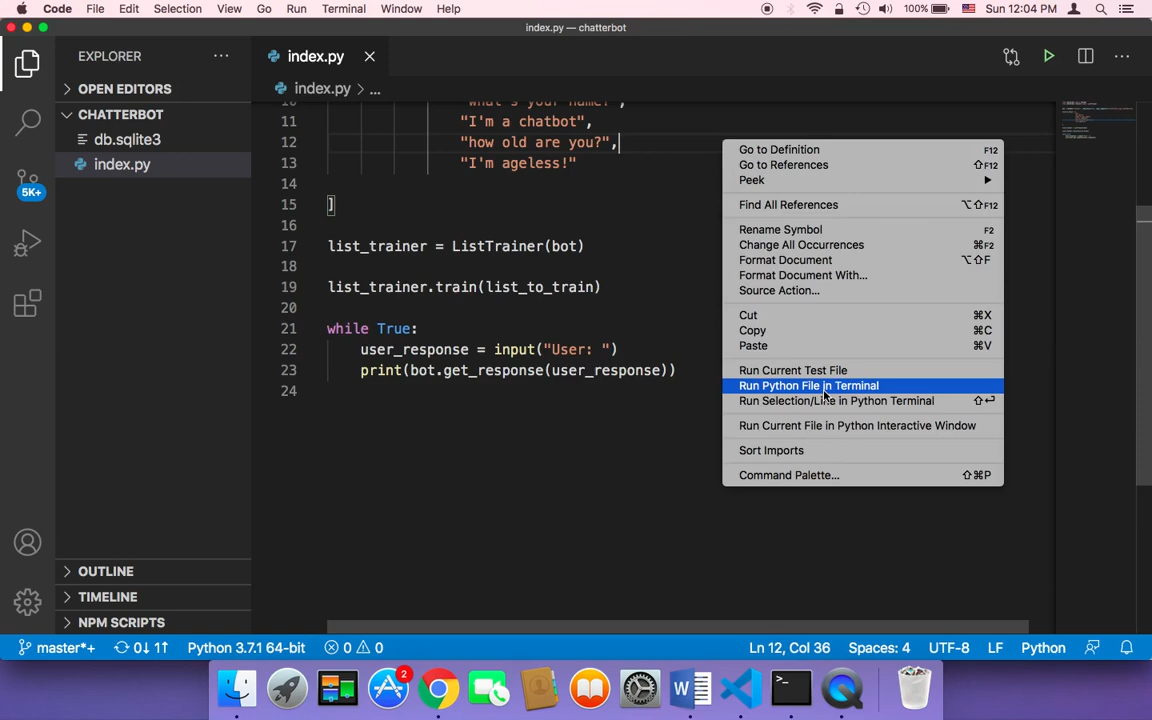 Code File Edit Selection View Go Run Terminal Window Help 100% Sun 12:04 PM
index.py — chatterbot
EXPLORER ···
index.py
index.py > ...
OPEN EDITORS
CHATTERBOT
db.sqlite3
index.py
5K+
OUTLINE
TIMELINE
NPM SCRIPTS
10 "what's your name?",
11 "I'm a chatbot",
12 "how old are you?",
13 "I'm ageless!"
14
15 ]
16
17 list_trainer = ListTrainer(bot)
18
19 list_trainer.train(list_to_train)
20
21 while True:
22 user_response = input("User: ")
23 print(bot.get_response(user_response))
24
Go to Definition F12
Go to References ⇧F12
Peek
Find All References ⌥⇧F12
Rename Symbol F2
Change All Occurrences ⌘F2
Format Document ⌥⇧F
Format Document With...
Source Action...
Cut ⌘X
Copy ⌘C
Paste ⌘V
Run Current Test File
Run Python File in Terminal
Run Selection/Line in Python Terminal ⇧⏎
Run Current File in Python Interactive Window
Sort Imports
Command Palette... ⇧⌘P
master*+ 0↓ 1↑ Python 3.7.1 64-bit 0 0 Ln 12, Col 36 Spaces: 4 UTF-8 LF Python
2
W
>_